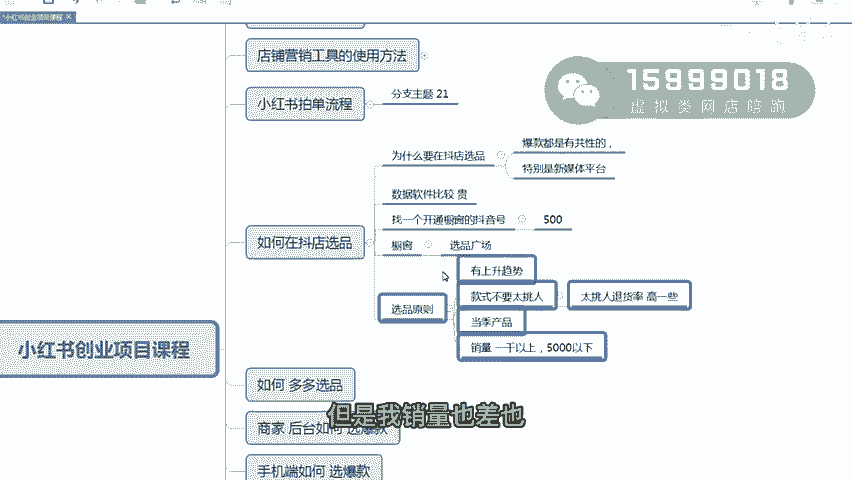 小红书创业项目课程
15999018
虚拟类网店陪跑
店铺营销工具的使用方法
小红书拍单流程
分支主题 21
如何在抖店选品
为什么要在抖店选品
爆款都是有共性的，
特别是新媒体平台
数据软件比较 贵
找一个开通橱窗的抖音号
500
橱窗
选品广场
选品原则
有上升趋势
款式不要太挑人
太挑人退货率 高一些
当季产品
销量 一千以上，5000以下
小红书创业项目课程
如何 多多选品
商家 后台如何 选爆款
手机端如何 选爆款
但是我销量也差也